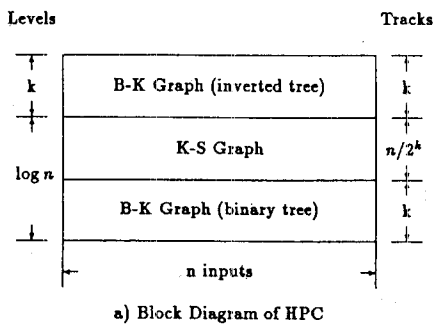 Levels Tracks
k B-K Graph (inverted tree) k
K-S Graph n/2^k
log n
B-K Graph (binary tree) k
n inputs
a) Block Diagram of HPC